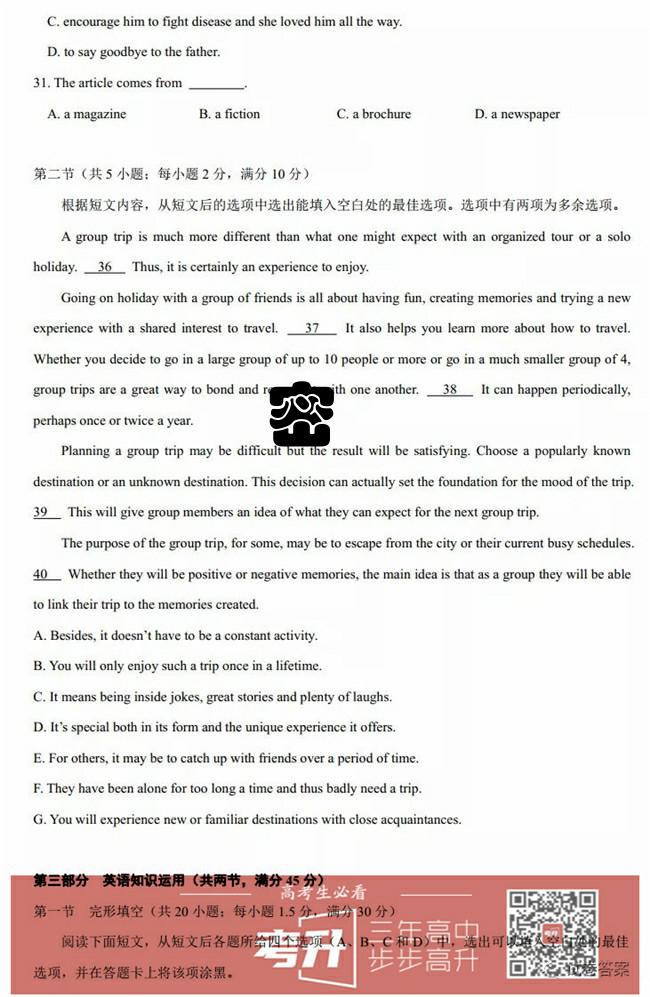 C. encourage him to fight disease and she loved him all the way.
D. to say goodbye to the father.
31. The article comes from ________.
A. a magazine B. a fiction C. a brochure D. a newspaper
第二节（共 5 小题；每小题 2 分，满分 10 分）
根据短文内容，从短文后的选项中选出能填入空白处的最佳选项。选项中有两项为多余选项。
A group trip is much more different than what one might expect with an organized tour or a solo
holiday. 36 Thus, it is certainly an experience to enjoy.
Going on holiday with a group of friends is all about having fun, creating memories and trying a new
experience with a shared interest to travel. 37 It also helps you learn more about how to travel.
Whether you decide to go in a large group of up to 10 people or more or go in a much smaller group of 4,
group trips are a great way to bond and with one another. 38 It can happen periodically,
perhaps once or twice a year.
Planning a group trip may be difficult but the result will be satisfying. Choose a popularly known
destination or an unknown destination. This decision can actually set the foundation for the mood of the trip.
39 This will give group members an idea of what they can expect for the next group trip.
The purpose of the group trip, for some, may be to escape from the city or their current busy schedules.
40 Whether they will be positive or negative memories, the main idea is that as a group they will be able
to link their trip to the memories created.
A. Besides, it doesn’t have to be a constant activity.
B. You will only enjoy such a trip once in a lifetime.
C. It means being inside jokes, great stories and plenty of laughs.
D. It’s special both in its form and the unique experience it offers.
E. For others, it may be to catch up with friends over a period of time.
F. They have been alone for too long a time and thus badly need a trip.
G. You will experience new or familiar destinations with close acquaintances.
第三部分 英语知识运用（共两节，满分 45 分）
高考生必看
第一节 完形填空（共 20 小题；每小题 1.5 分，满分 30 分）
考升 三年高中
步步高升
阅读下面短文，从短文后各题所给四个选项（A、B、C 和 D）中，选出可以填入空白处的最佳
选项，并在答题卡上将该项涂黑。